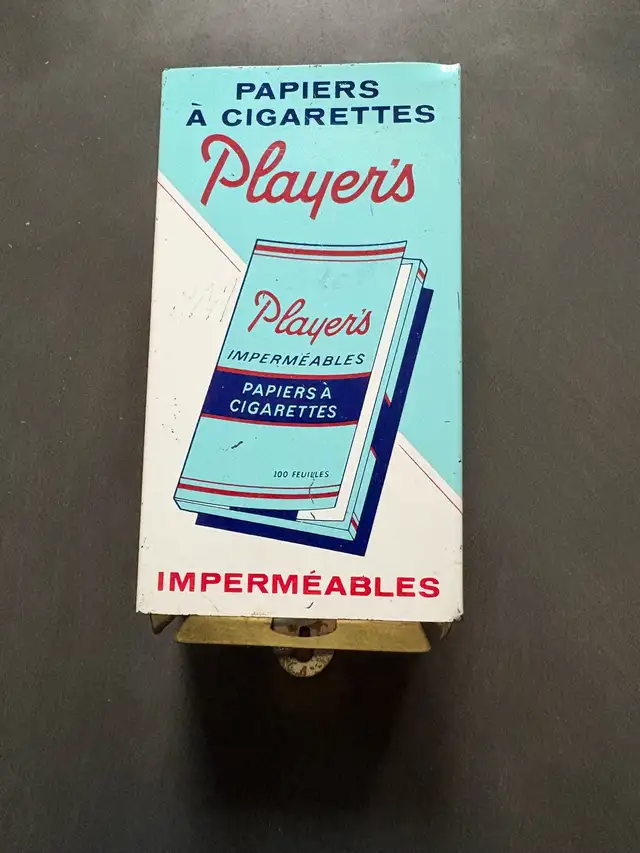 PAPIERS
À CIGARETTES
Player's
Player's
IMPERMÉABLES
PAPIERS À
CIGARETTES
100 FEUILLES
IMPERMÉABLES